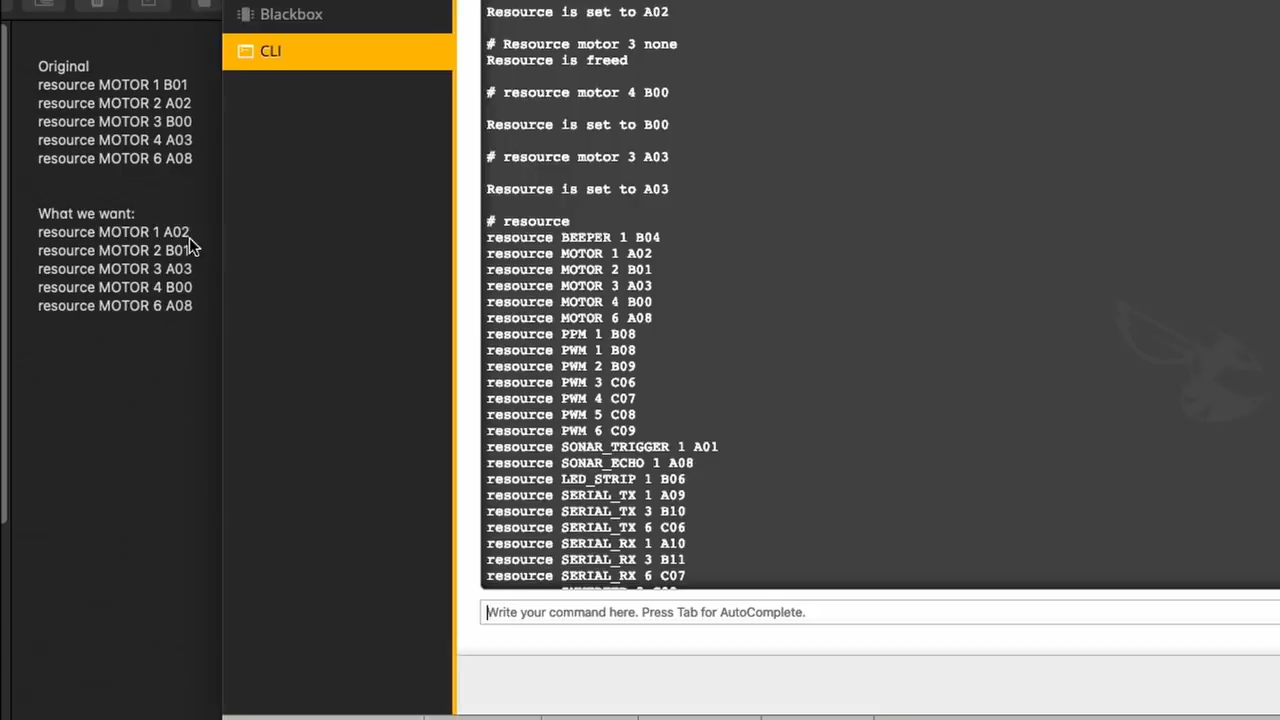 Original
resource MOTOR 1 B01
resource MOTOR 2 A02
resource MOTOR 3 B00
resource MOTOR 4 A03
resource MOTOR 6 A08
What we want:
resource MOTOR 1 A02
resource MOTOR 2 B01
resource MOTOR 3 A03
resource MOTOR 4 B00
resource MOTOR 6 A08
Blackbox
CLI
Resource is set to A02
# Resource motor 3 none
Resource is freed
# resource motor 4 B00
Resource is set to B00
# resource motor 3 A03
Resource is set to A03
# resource
resource BEEPER 1 B04
resource MOTOR 1 A02
resource MOTOR 2 B01
resource MOTOR 3 A03
resource MOTOR 4 B00
resource MOTOR 6 A08
resource PPM 1 B08
resource PWM 1 B08
resource PWM 2 B09
resource PWM 3 C06
resource PWM 4 C07
resource PWM 5 C08
resource PWM 6 C09
resource SONAR_TRIGGER 1 A01
resource SONAR_ECHO 1 A08
resource LED_STRIP 1 B06
resource SERIAL_TX 1 A09
resource SERIAL_TX 3 B10
resource SERIAL_TX 6 C06
resource SERIAL_RX 1 A10
resource SERIAL_RX 3 B11
resource SERIAL_RX 6 C07
Write your command here. Press Tab for AutoComplete.